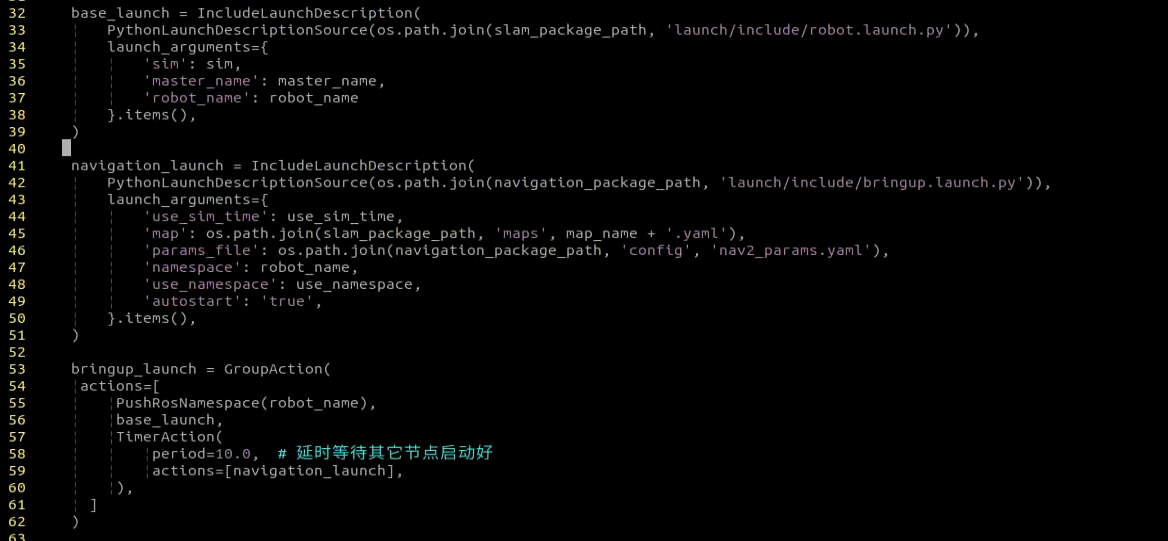 32 base_launch = IncludeLaunchDescription(
33 PythonLaunchDescriptionSource(os.path.join(slam_package_path, 'launch/include/robot.launch.py')),
34 launch_arguments={
35 'sim': sim,
36 'master_name': master_name,
37 'robot_name': robot_name
38 }.items(),
39 )
40
41 navigation_launch = IncludeLaunchDescription(
42 PythonLaunchDescriptionSource(os.path.join(navigation_package_path, 'launch/include/bringup.launch.py')),
43 launch_arguments={
44 'use_sim_time': use_sim_time,
45 'map': os.path.join(slam_package_path, 'maps', map_name + '.yaml'),
46 'params_file': os.path.join(navigation_package_path, 'config', 'nav2_params.yaml'),
47 'namespace': robot_name,
48 'use_namespace': use_namespace,
49 'autostart': 'true',
50 }.items(),
51 )
52
53 bringup_launch = GroupAction(
54 actions=[
55 PushRosNamespace(robot_name),
56 base_launch,
57 TimerAction(
58 period=10.0, # 延时等待其它节点启动好
59 actions=[navigation_launch],
60 ),
61 ]
62 )
63